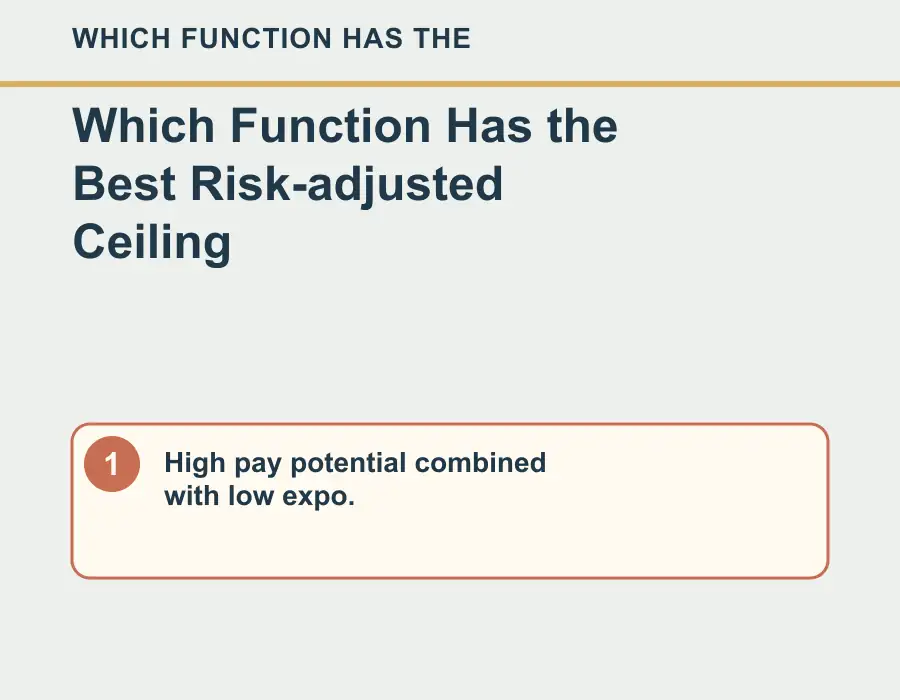 WHICH FUNCTION HAS THE
Which Function Has the
Best Risk-adjusted
Ceiling
1
High pay potential combined
with low expo.